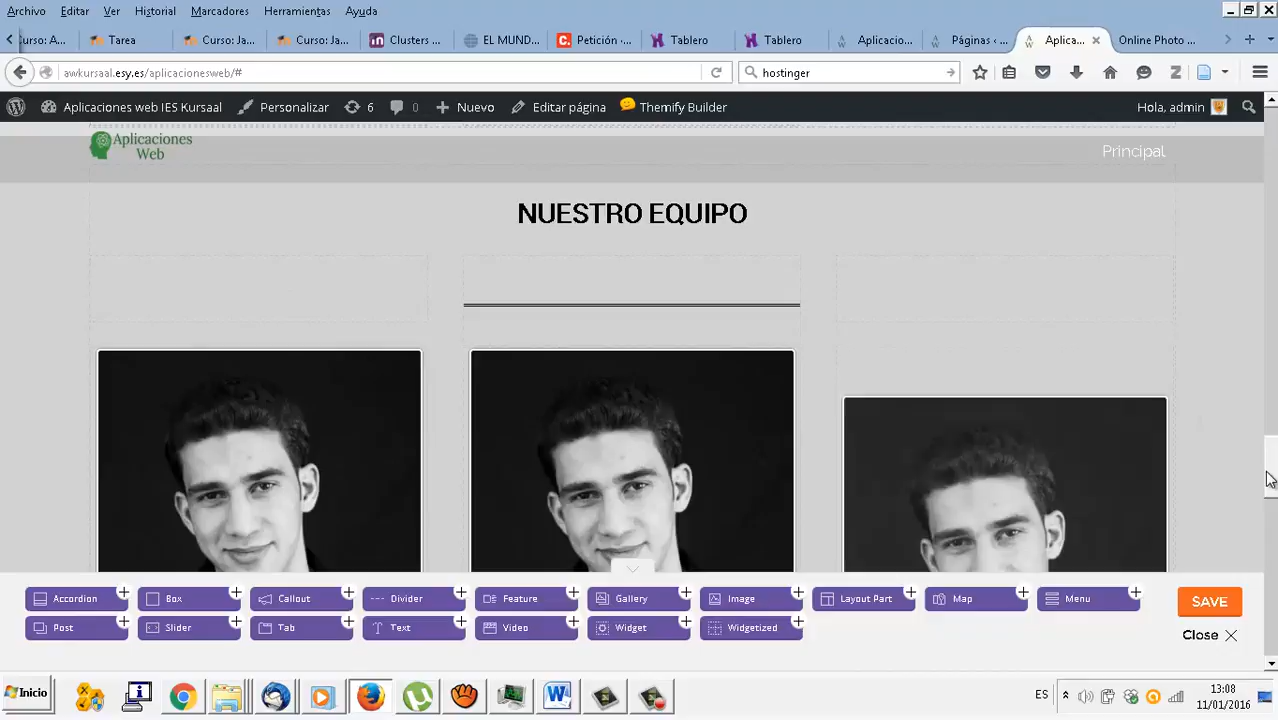 Archivo Editar Ver Historial Marcadores Herramientas Ayuda
urso: A... Tarea Curso: Ja... Curso: Ja... Clusters ... EL MUND... Petición ·... Tablero Tablero Aplicacio... Páginas ‹ ... Aplica... Online Photo ...
awkursaal.esy.es/aplicacionesweb/# hostinger
Aplicaciones web IES Kursaal Personalizar 6 0 Nuevo Editar página Themify Builder Hola, admin
Aplicaciones
Web
Principal
NUESTRO EQUIPO
Accordion Box Callout Divider Feature Gallery Image Layout Part Map Menu SAVE
Post Slider Tab Text Video Widget Widgetized Close
Inicio ES 13:08
11/01/2016